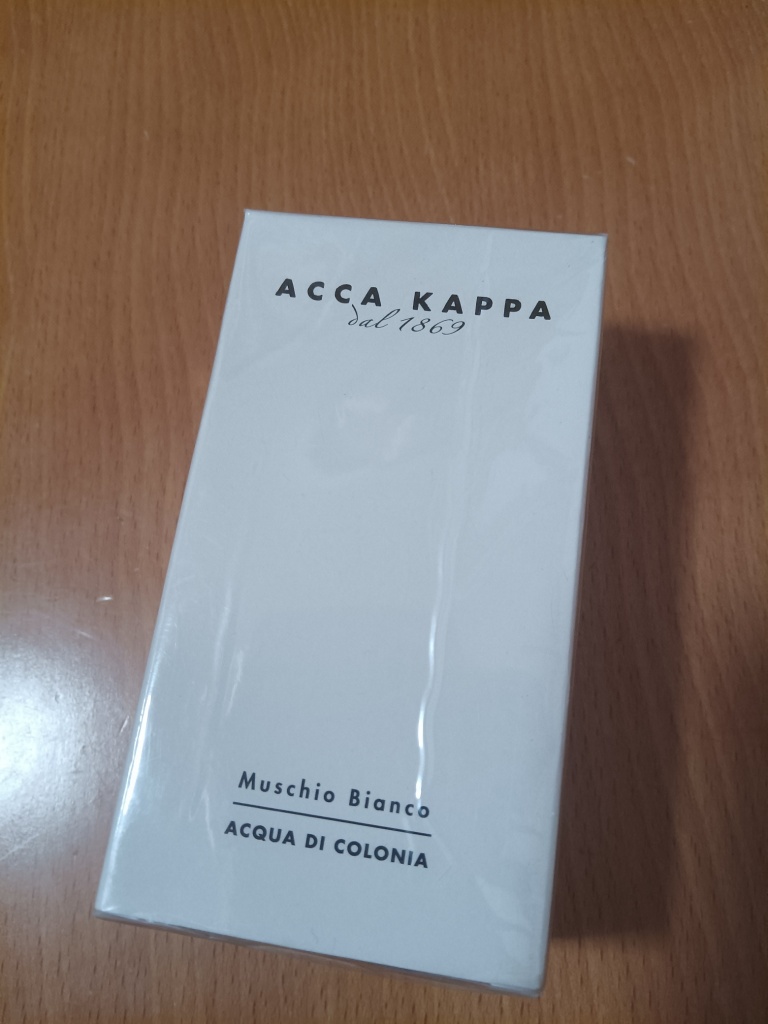 ACCA KAPPA
dal 1869
Muschio Bianco
ACQUA DI COLONIA